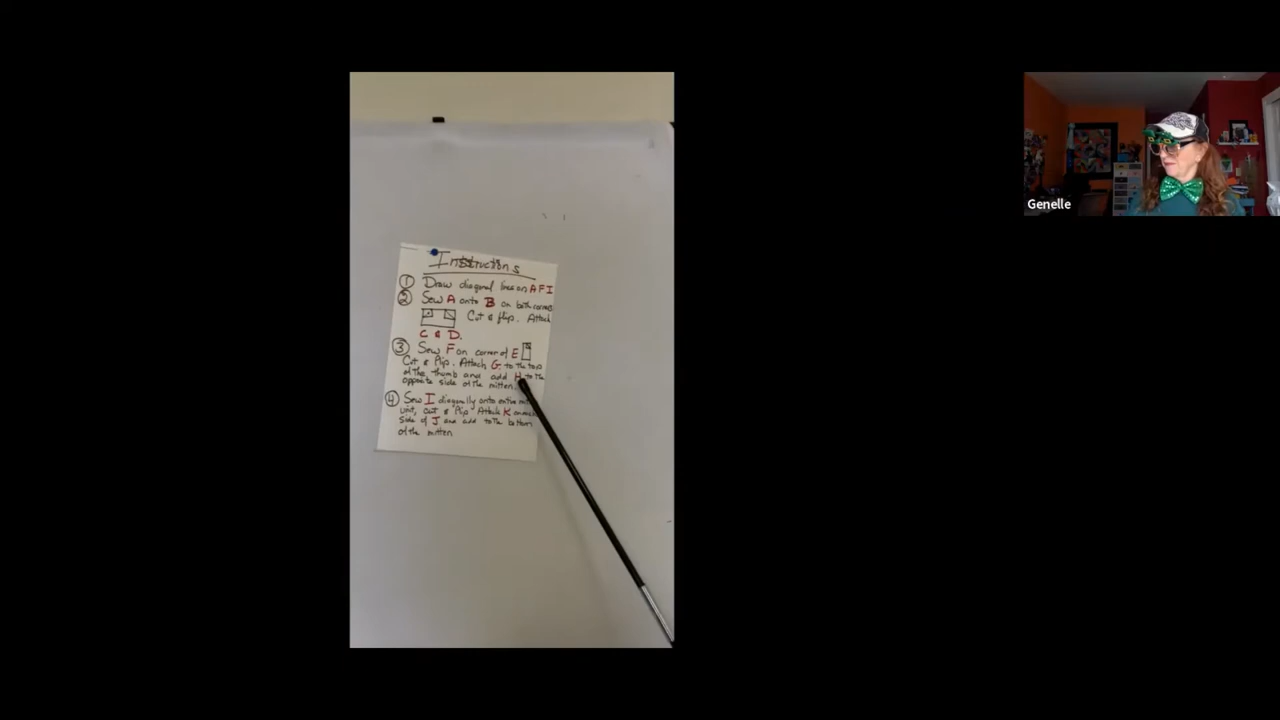 Instructions
① Draw diagonal lines on A F I
② Sew A onto B on both corners
Cut & flip. Attach
C & D.
③ Sew F on corner of E
Cut & flip. Attach G to the top
of the thumb and add H to the
opposite side of the mitten.
④ Sew I diagonally onto entire
unit, cut & flip. Attach K on
side of J and add to the bottom
of the mitten
Genelle